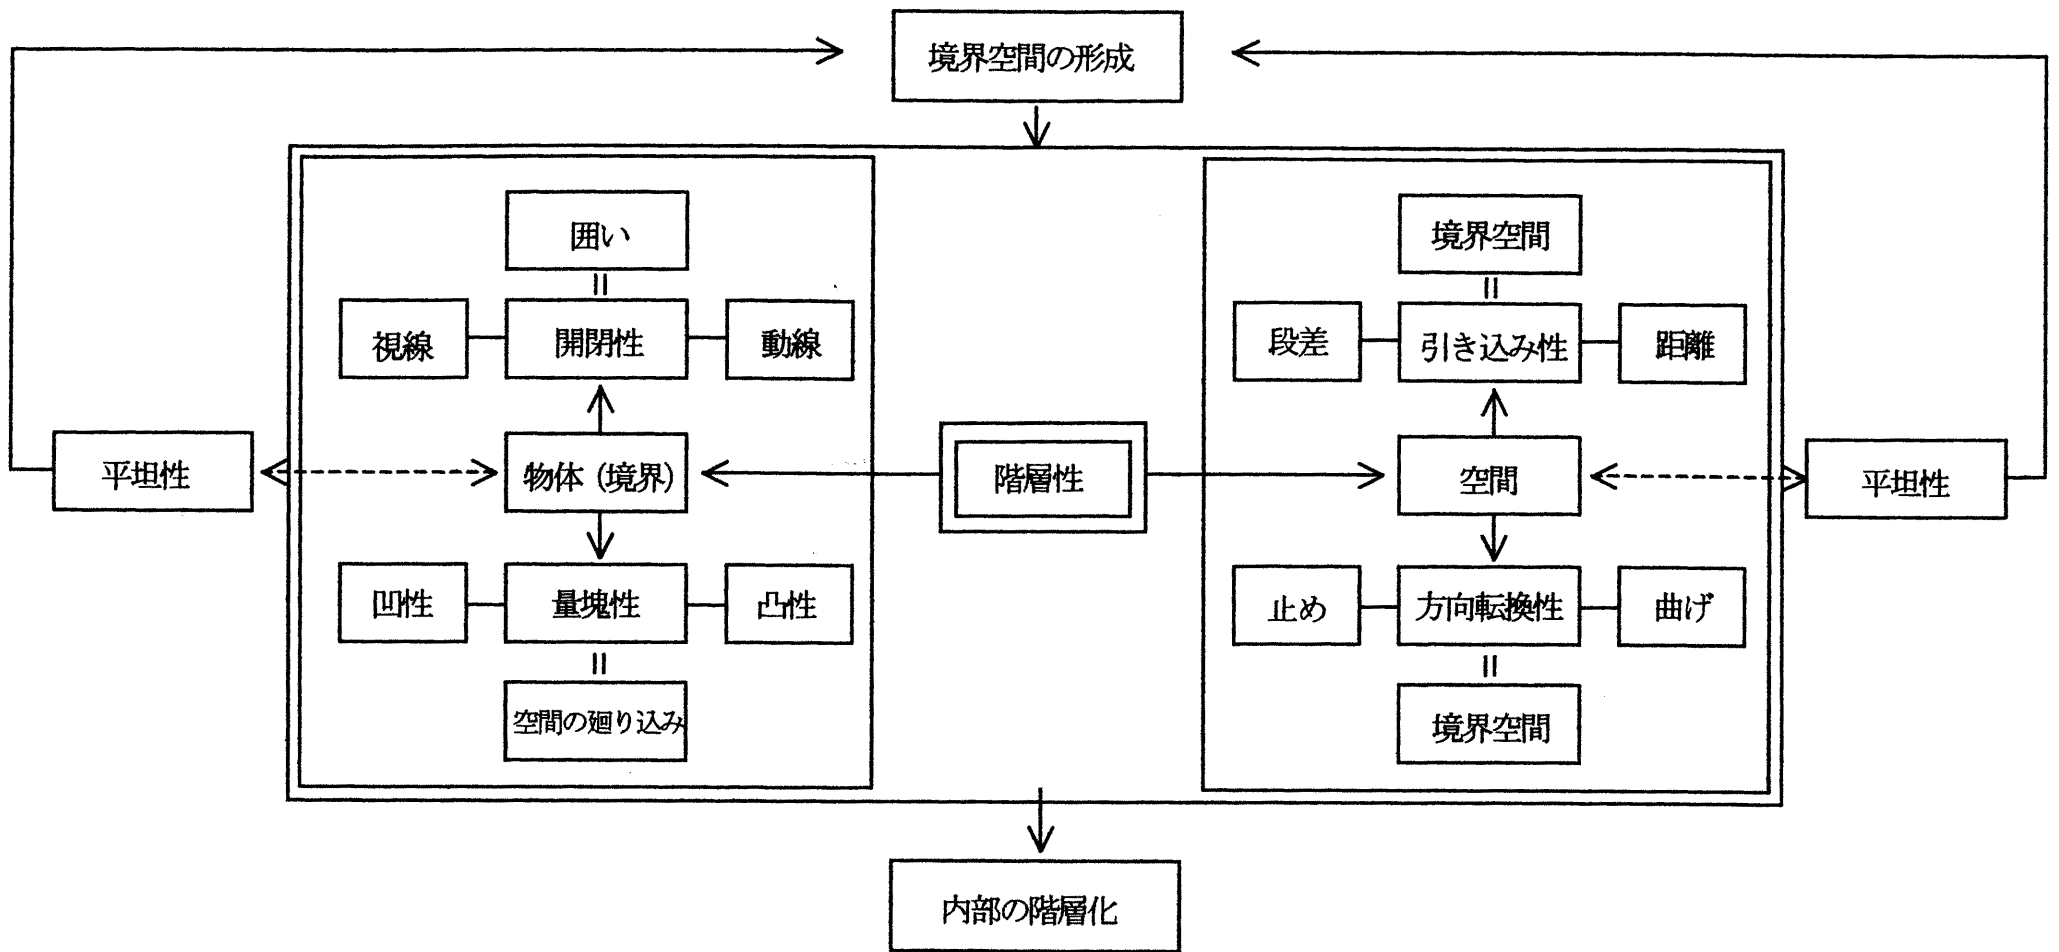 境界空間の形成
囲い
境界空間
視線
開閉性
動線
段差
引き込み性
距離
平坦性
物体（境界）
階層性
空間
平坦性
凹性
量塊性
凸性
止め
方向転換性
曲げ
空間の廻り込み
境界空間
内部の階層化